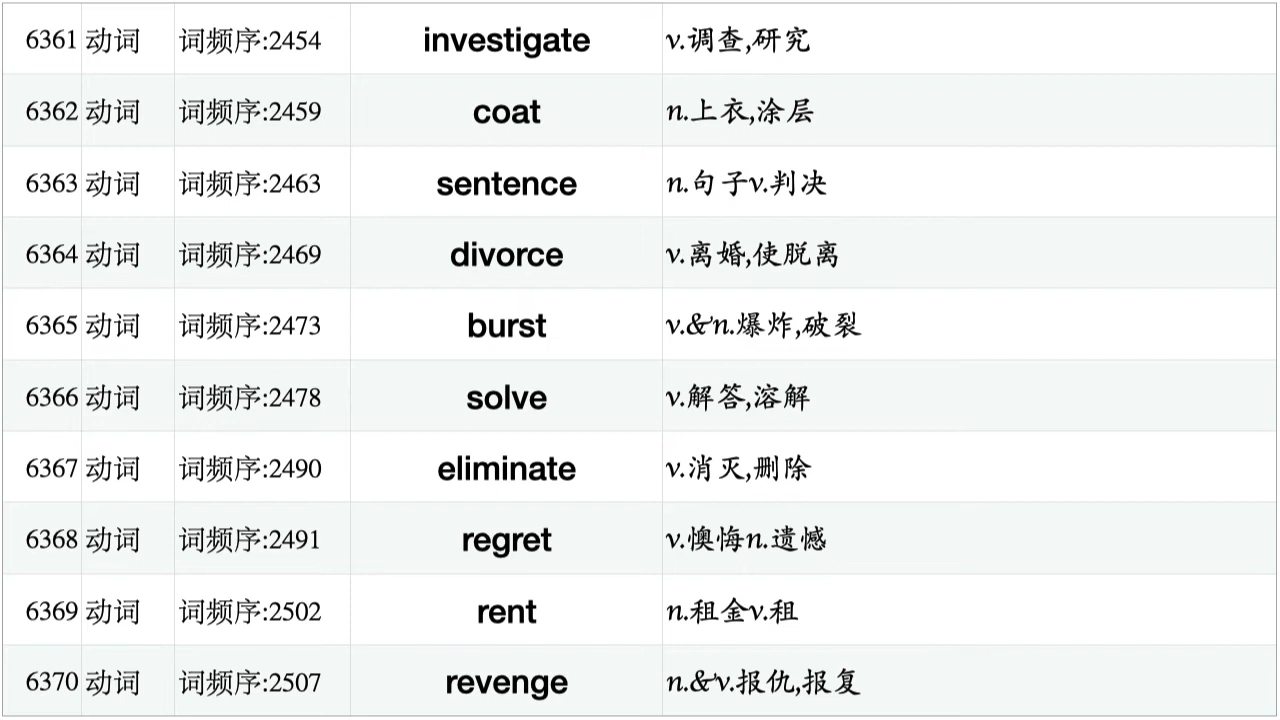 6361 动词 词频序:2454 investigate v.调查,研究
6362 动词 词频序:2459 coat n.上衣,涂层
6363 动词 词频序:2463 sentence n.句子v.判决
6364 动词 词频序:2469 divorce v.离婚,使脱离
6365 动词 词频序:2473 burst v.&n.爆炸,破裂
6366 动词 词频序:2478 solve v.解答,溶解
6367 动词 词频序:2490 eliminate v.消灭,删除
6368 动词 词频序:2491 regret v.懊悔n.遗憾
6369 动词 词频序:2502 rent n.租金v.租
6370 动词 词频序:2507 revenge n.&v.报仇,报复